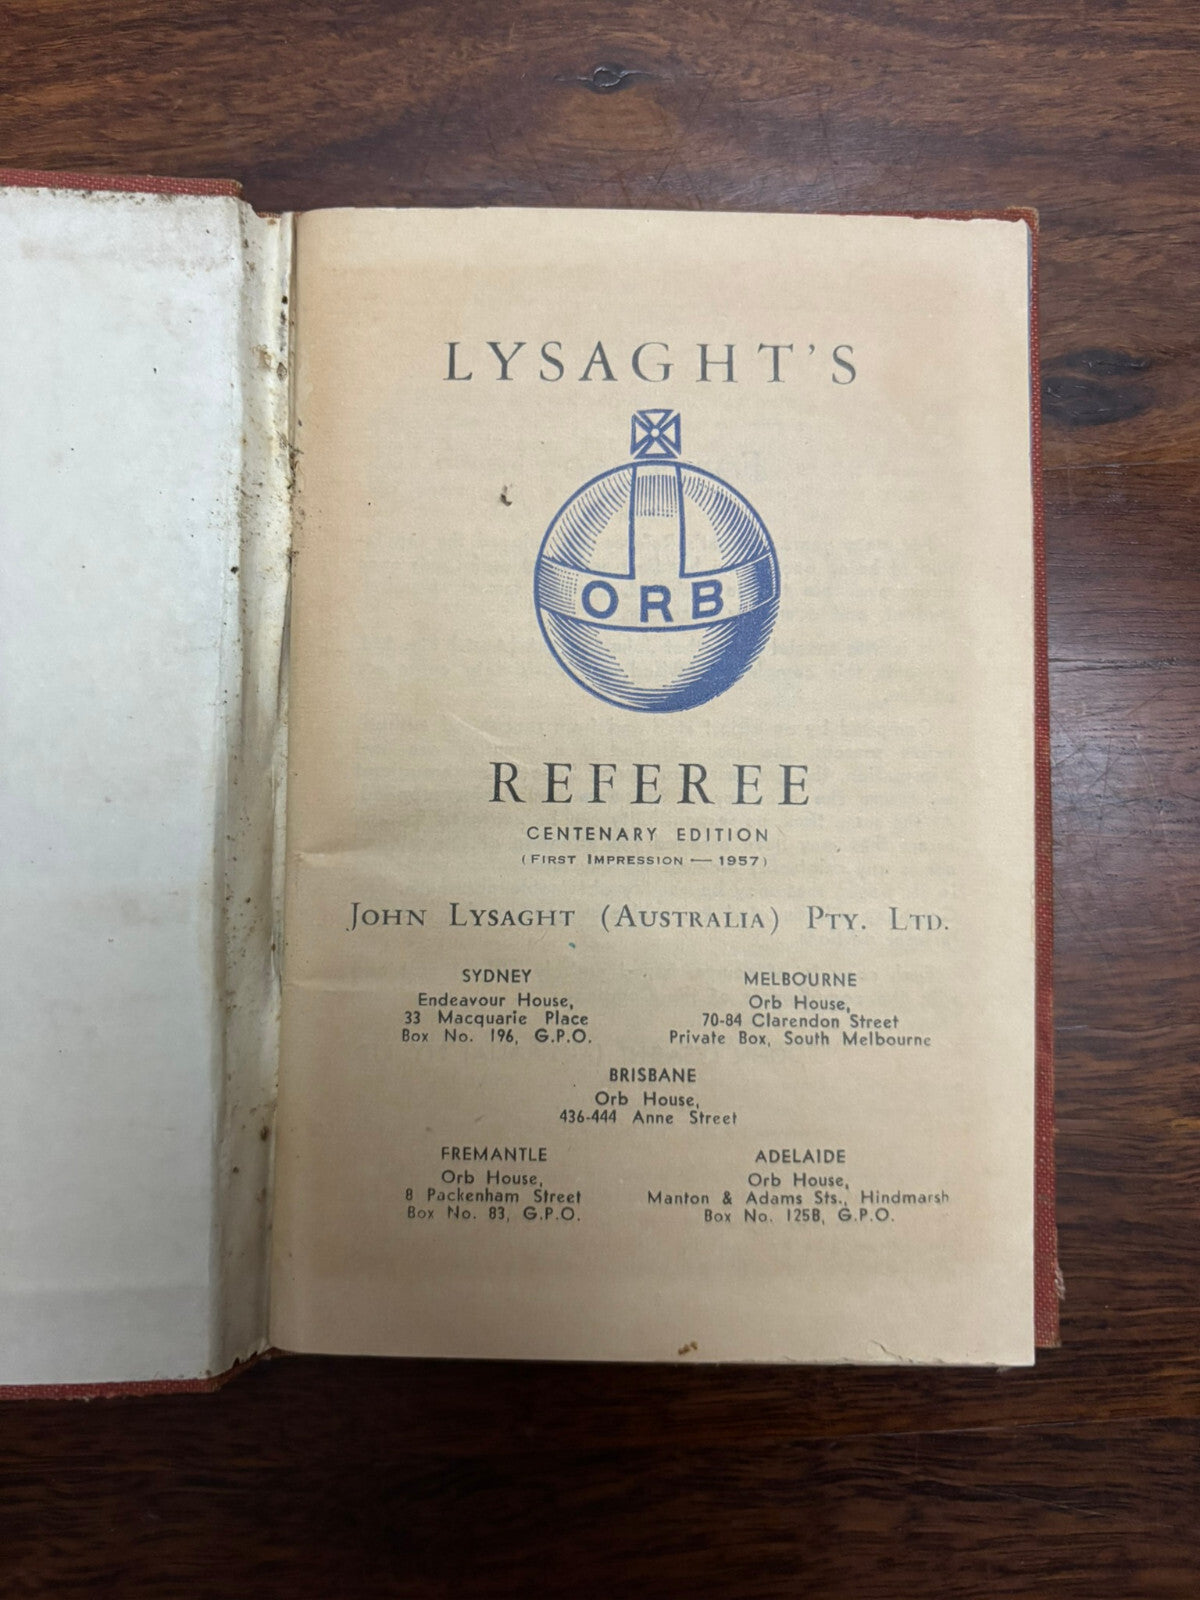 LYSAGHT'S
ORB
REFEREE
CENTENARY EDITION
(FIRST IMPRESSION — 1957)
JOHN LYSAGHT (AUSTRALIA) PTY. LTD.
SYDNEY
Endeavour House,
33 Macquarie Place
Box No. 196, G.P.O.
MELBOURNE
Orb House,
70-84 Clarendon Street
Private Box, South Melbourne
BRISBANE
Orb House,
436-444 Anne Street
FREMANTLE
Orb House,
8 Packenham Street
Box No. 83, G.P.O.
ADELAIDE
Orb House,
Manton & Adams Sts., Hindmarsh
Box No. 125B, G.P.O.